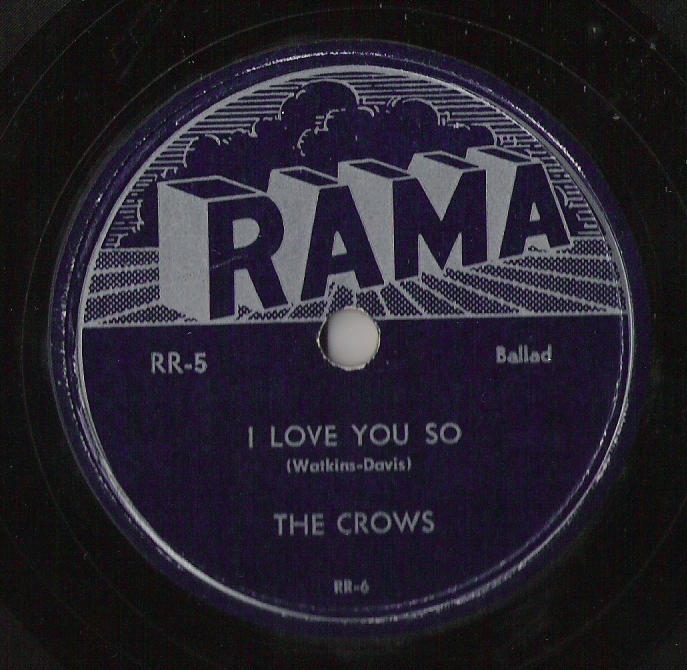 RAMA
RR-5
Ballad
I LOVE YOU SO
(Watkins-Davis)
THE CROWS
RR-6